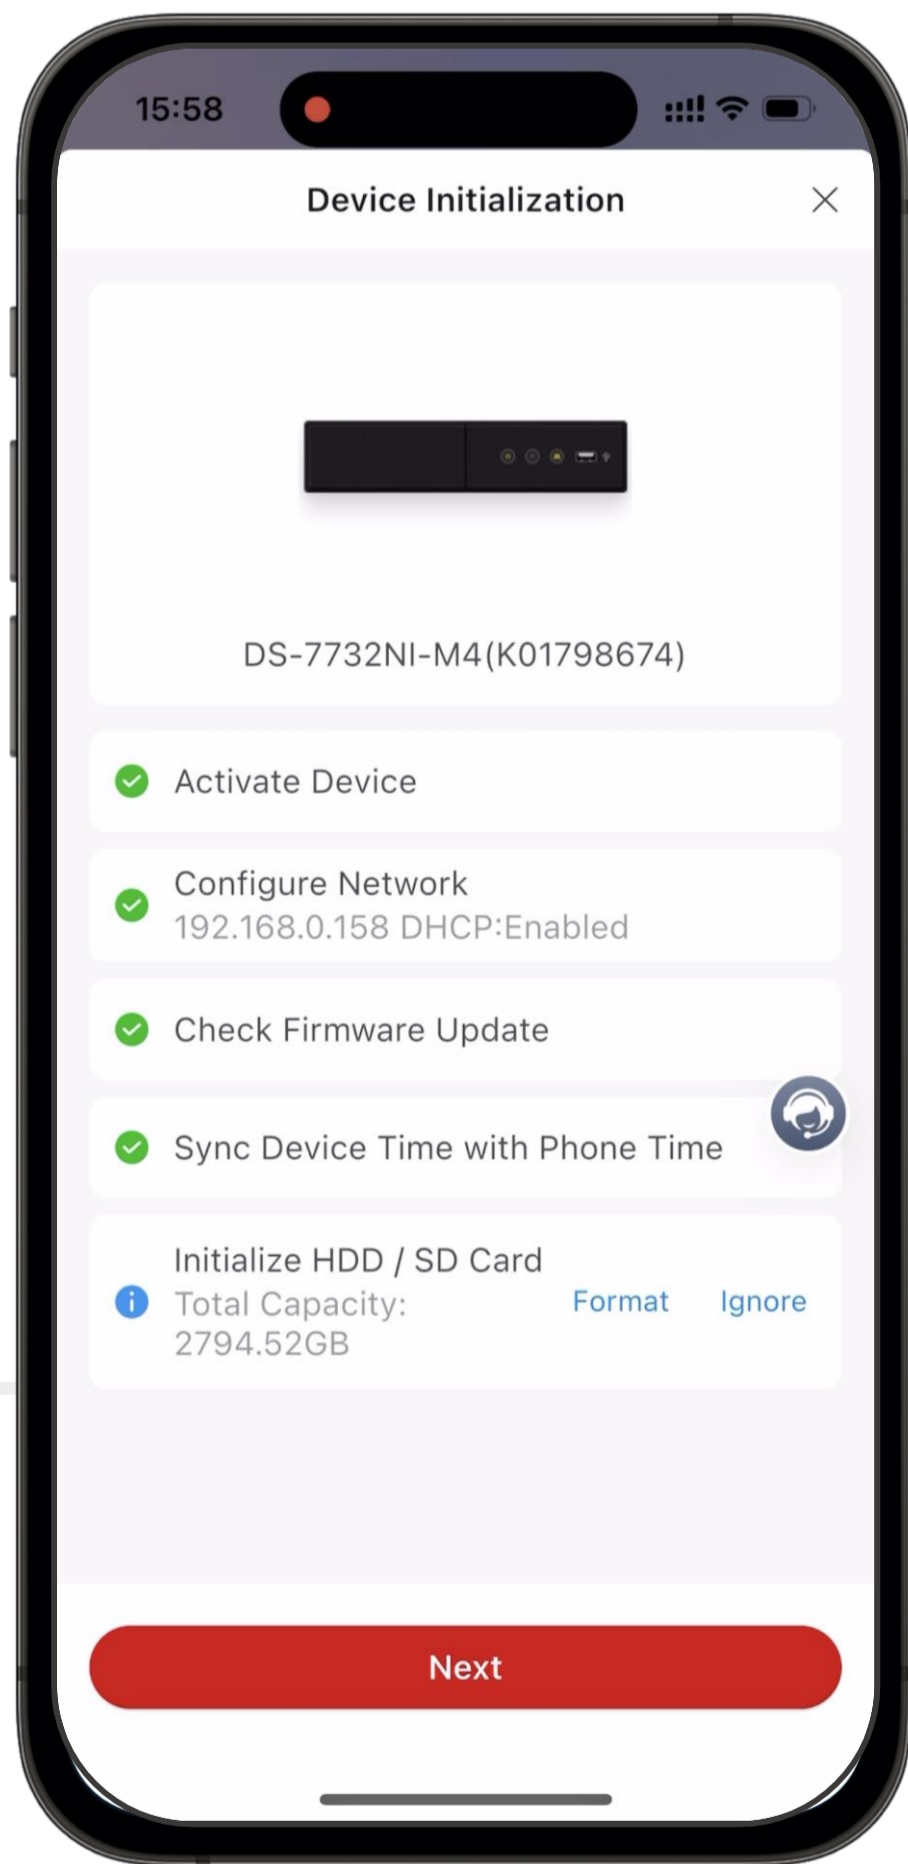 15:58
Device Initialization
DS-7732NI-M4(K01798674)
Activate Device
Configure Network
192.168.0.158 DHCP:Enabled
Check Firmware Update
Sync Device Time with Phone Time
Initialize HDD / SD Card
Total Capacity:
2794.52GB
Format
Ignore
Next